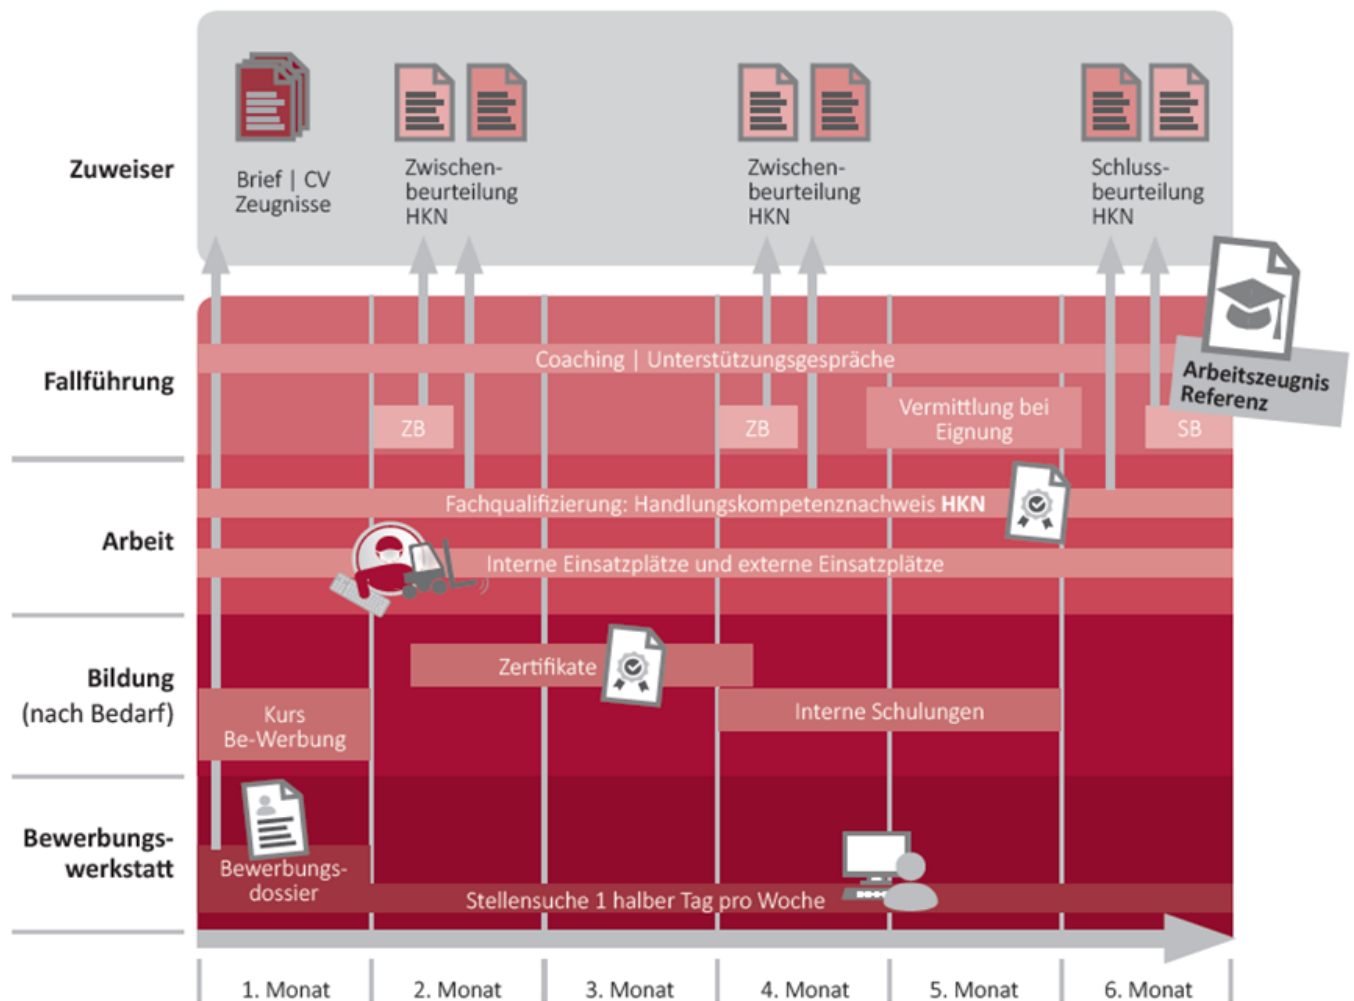 Zuweiser
Brief | CV
Zeugnisse
Zwischen-
beurteilung
HKN
Zwischen-
beurteilung
HKN
Schluss-
beurteilung
HKN
Fallführung
Coaching | Unterstützungsgespräche
ZB
ZB
Vermittlung bei
Eignung
SB
Arbeitszeugnis
Referenz
Arbeit
Fachqualifizierung: Handlungskompetenznachweis HKN
Interne Einsatzplätze und externe Einsatzplätze
Bildung
(nach Bedarf)
Zertifikate
Kurs
Be-Werbung
Interne Schulungen
Bewerbungs-
werkstatt
Bewerbungs-
dossier
Stellensuche 1 halber Tag pro Woche
1. Monat
2. Monat
3. Monat
4. Monat
5. Monat
6. Monat